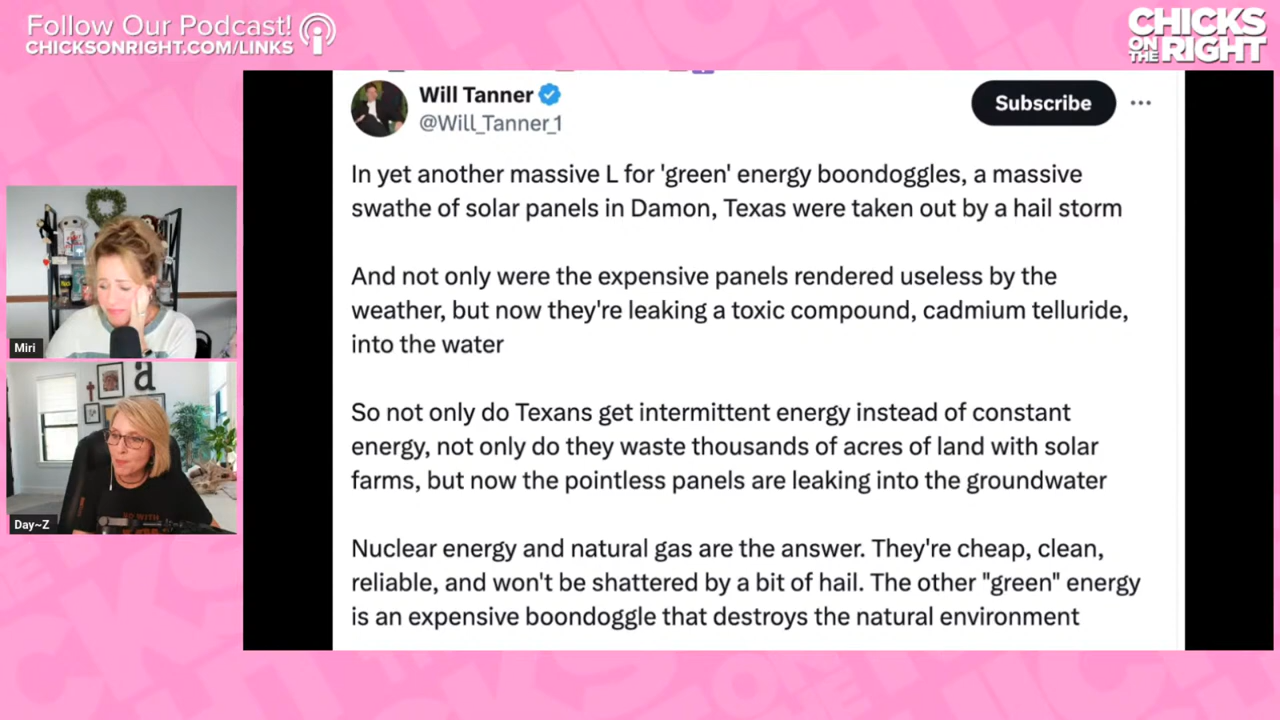 Follow Our Podcast!
CHICKSONRIGHT.COM/LINKS
CHICKS
ON THE RIGHT
Will Tanner
@Will_Tanner_1
Subscribe
In yet another massive L for 'green' energy boondoggles, a massive
swathe of solar panels in Damon, Texas were taken out by a hail storm
And not only were the expensive panels rendered useless by the
weather, but now they're leaking a toxic compound, cadmium telluride,
into the water
So not only do Texans get intermittent energy instead of constant
energy, not only do they waste thousands of acres of land with solar
farms, but now the pointless panels are leaking into the groundwater
Nuclear energy and natural gas are the answer. They're cheap, clean,
reliable, and won't be shattered by a bit of hail. The other "green" energy
is an expensive boondoggle that destroys the natural environment
Miri
a
Day~Z